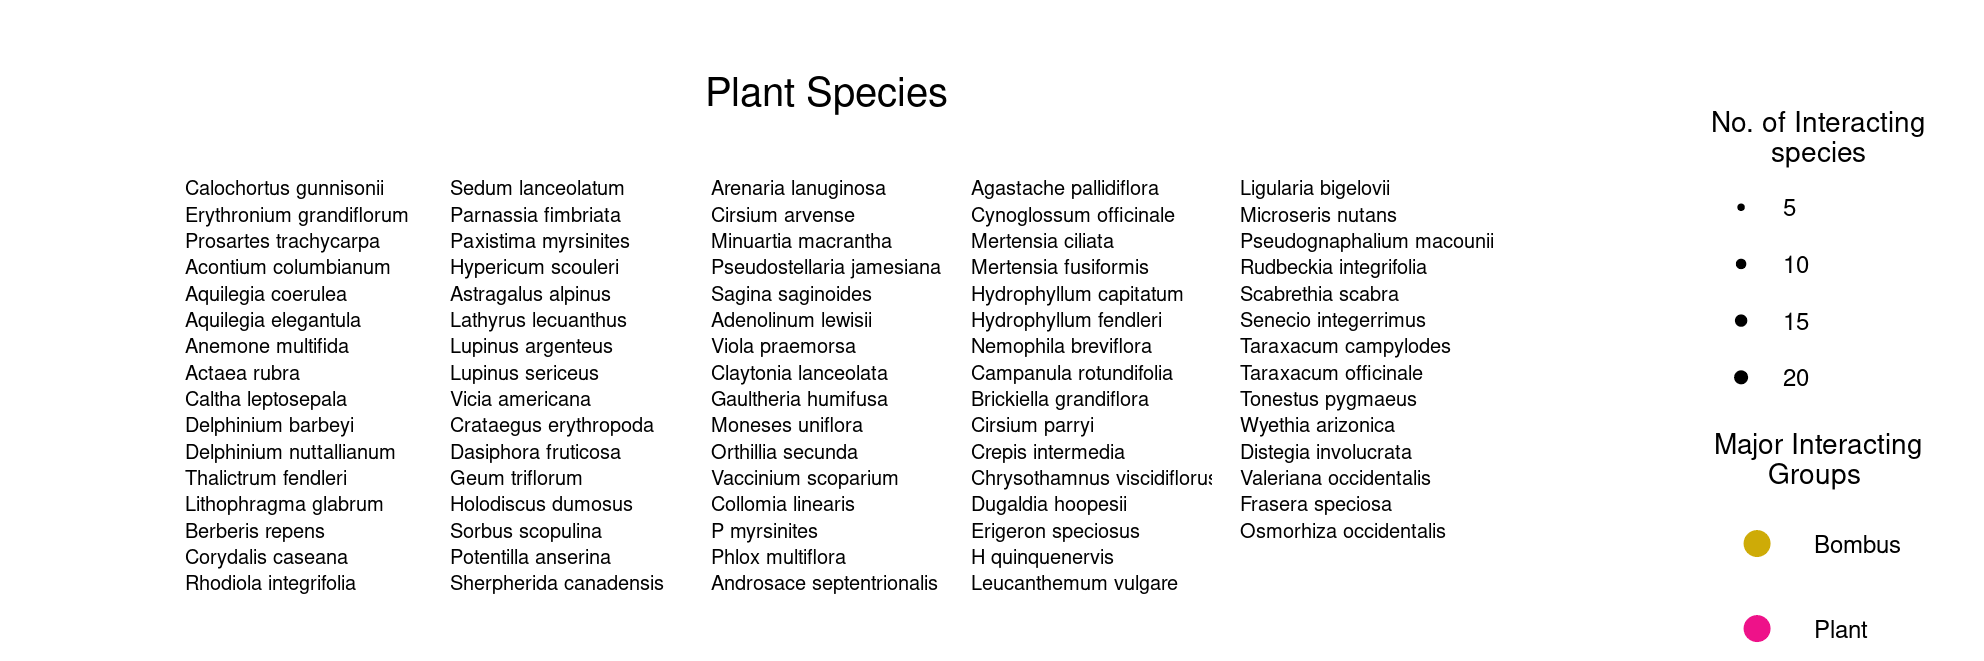 Plant Species
Calochortus gunnisonii
Erythronium grandiflorum
Prosartes trachycarpa
Acontium columbianum
Aquilegia coerulea
Aquilegia elegantula
Anemone multifida
Actaea rubra
Caltha leptosepala
Delphinium barbeyi
Delphinium nuttallianum
Thalictrum fendleri
Lithophragma glabrum
Berberis repens
Corydalis caseana
Rhodiola integrifolia
Sedum lanceolatum
Parnassia fimbriata
Paxistima myrsinites
Hypericum scouleri
Astragalus alpinus
Lathyrus lecuanthus
Lupinus argenteus
Lupinus sericeus
Vicia americana
Crataegus erythropoda
Dasiphora fruticosa
Geum triflorum
Holodiscus dumosus
Sorbus scopulina
Potentilla anserina
Sherpherida canadensis
Arenaria lanuginosa
Cirsium arvense
Minuartia macrantha
Pseudostellaria jamesiana
Sagina saginoides
Adenolinum lewisii
Viola praemorsa
Claytonia lanceolata
Gaultheria humifusa
Moneses uniflora
Orthillia secunda
Vaccinium scoparium
Collomia linearis
P myrsinites
Phlox multiflora
Androsace septentrionalis
Agastache pallidiflora
Cynoglossum officinale
Mertensia ciliata
Mertensia fusiformis
Hydrophyllum capitatum
Hydrophyllum fendleri
Nemophila breviflora
Campanula rotundifolia
Brickiella grandiflora
Cirsium parryi
Crepis intermedia
Chrysothamnus viscidiflorus
Dugaldia hoopesii
Erigeron speciosus
H quinquenervis
Leucanthemum vulgare
Ligularia bigelovii
Microseris nutans
Pseudognaphalium macounii
Rudbeckia integrifolia
Scabrethia scabra
Senecio integerrimus
Taraxacum campylodes
Taraxacum officinale
Tonestus pygmaeus
Wyethia arizonica
Distegia involucrata
Valeriana occidentalis
Frasera speciosa
Osmorhiza occidentalis
No. of Interacting
species
5
10
15
20
Major Interacting
Groups
Bombus
Plant